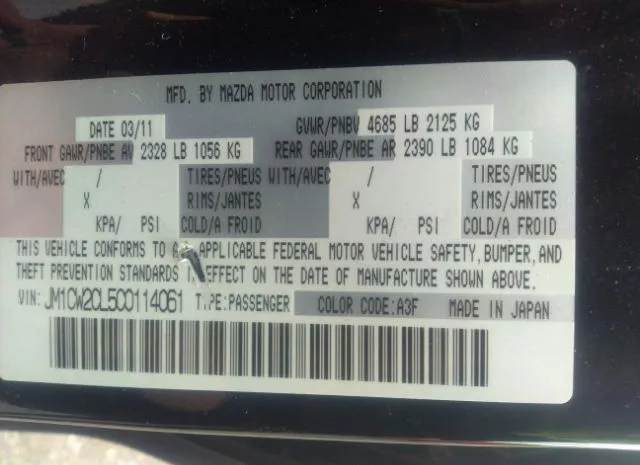 MFD. BY MAZDA MOTOR CORPORATION
DATE 03/11 GVWR/PNBV 4685 LB 2125 KG
FRONT GAWR/PNBE AV 2328 LB 1056 KG REAR GAWR/PNBE AR 2390 LB 1084 KG
WITH/AVEC / TIRES/PNEUS WITH/AVEC / TIRES/PNEUS
X RIMS/JANTES X RIMS/JANTES
KPA/ PSI COLD/A FROID KPA/ PSI COLD/A FROID
THIS VEHICLE CONFORMS TO APPLICABLE FEDERAL MOTOR VEHICLE SAFETY, BUMPER, AND
THEFT PREVENTION STANDARDS IN EFFECT ON THE DATE OF MANUFACTURE SHOWN ABOVE.
VIN: JM1CW2CL5C0114061 TYPE:PASSENGER COLOR CODE:A3F MADE IN JAPAN